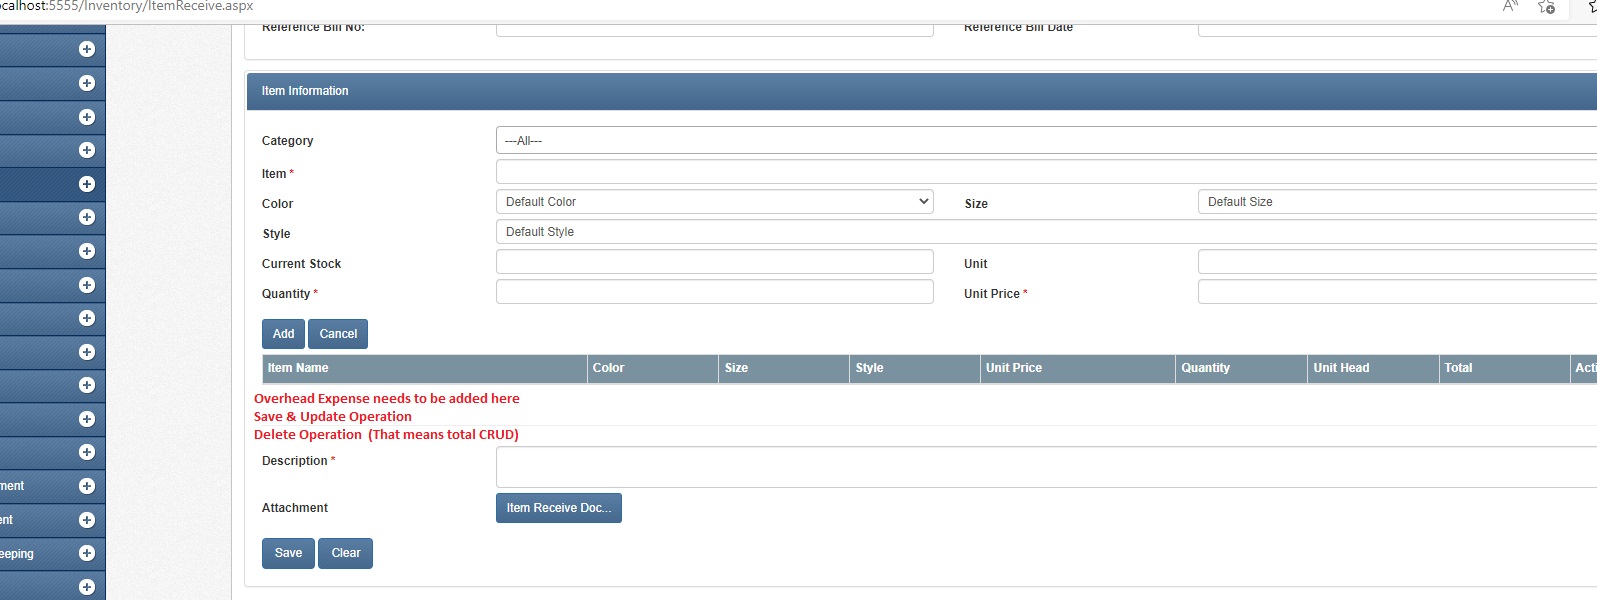 ocalhost:5555/Inventory/ItemReceive.aspx
Reference Bill No: Reference Bill Date
Item Information
Category ---All---
Item *
Color Default Color Size Default Size
Style Default Style
Current Stock Unit
Quantity * Unit Price *
Add Cancel
Item Name Color Size Style Unit Price Quantity Unit Head Total Acti
Overhead Expense needs to be added here
Save & Update Operation
Delete Operation (That means total CRUD)
Description *
ment
Attachment Item Receive Doc...
ent
eeping
Save Clear